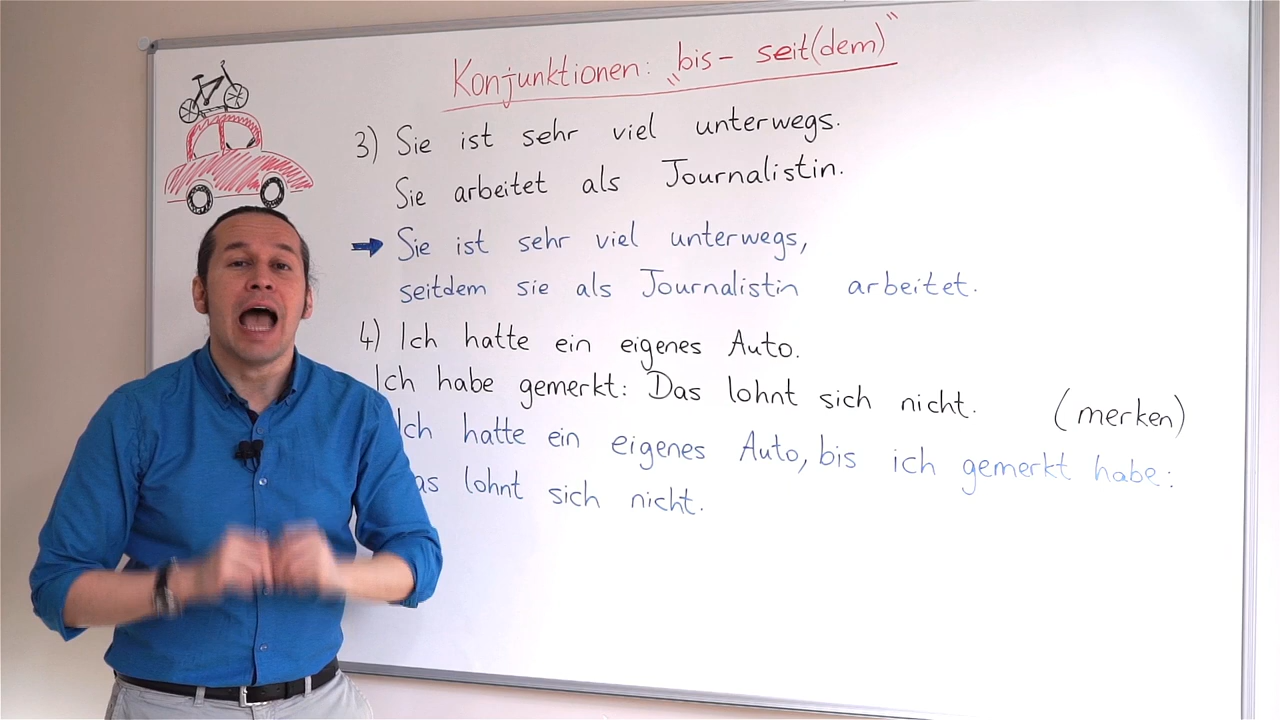 Konjunktionen: „bis - seit(dem)“
3) Sie ist sehr viel unterwegs.
Sie arbeitet als Journalistin.
→ Sie ist sehr viel unterwegs,
seitdem sie als Journalistin arbeitet.
4) Ich hatte ein eigenes Auto.
Ich habe gemerkt: Das lohnt sich nicht. (merken)
Ich hatte ein eigenes Auto, bis ich gemerkt habe:
as lohnt sich nicht.